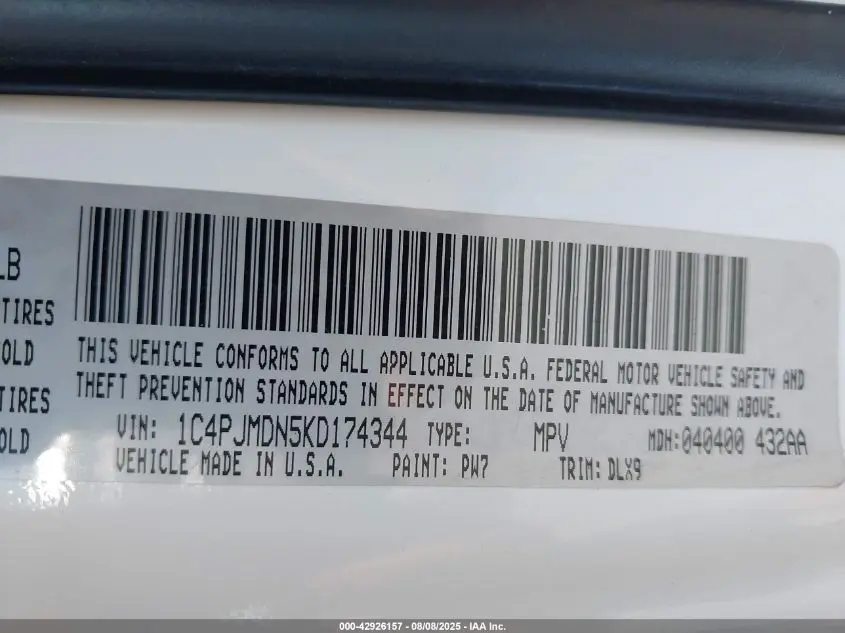 LB
TIRES
OLD
TIRES
OLD
THIS VEHICLE CONFORMS TO ALL APPLICABLE U.S.A. FEDERAL MOTOR VEHICLE SAFETY AND
THEFT PREVENTION STANDARDS IN EFFECT ON THE DATE OF MANUFACTURE SHOWN ABOVE.
VIN: 1C4PJMDN5KD174344 TYPE: MPV MDH:040400 432AA
VEHICLE MADE IN U.S.A. PAINT: PW7 TRIM: DLX9
000-42926157 - 08/08/2025 - IAA Inc.